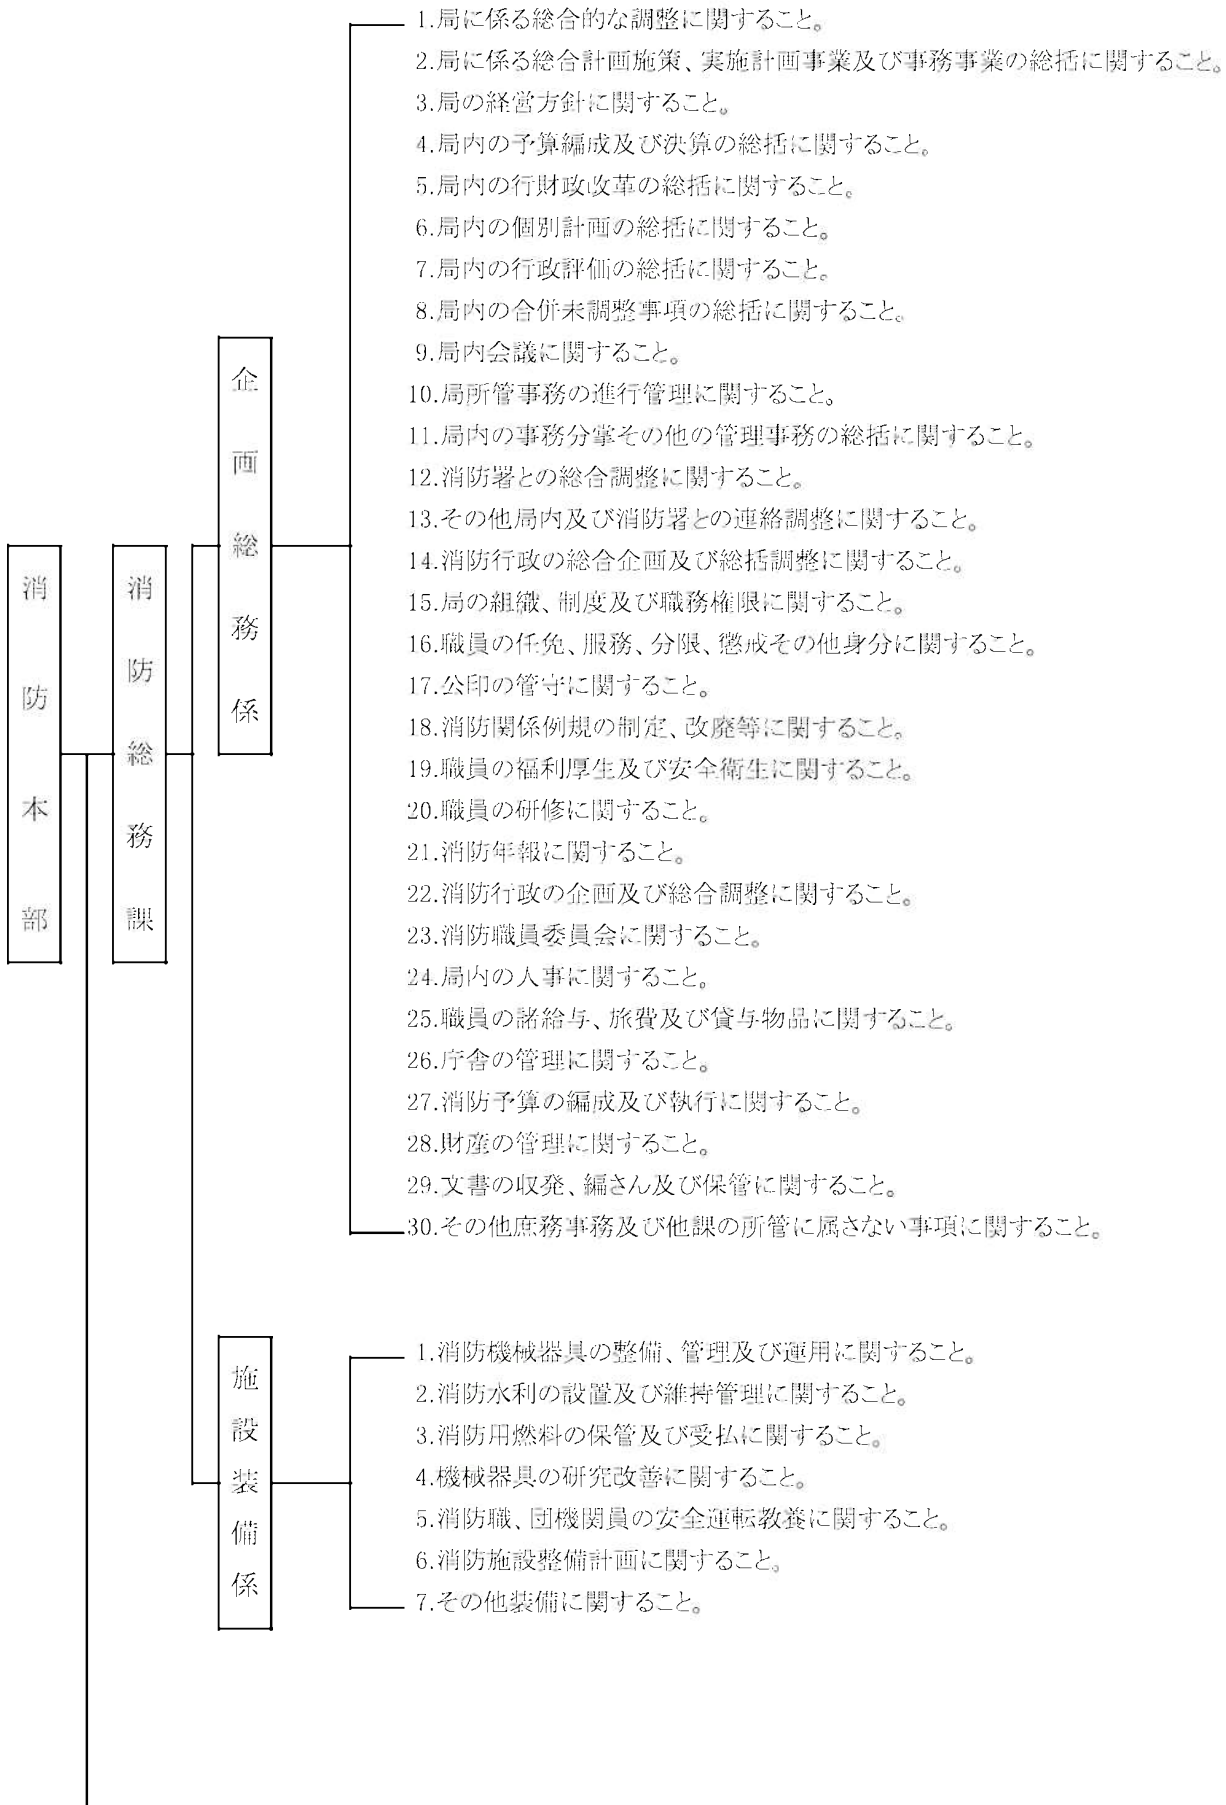 消防本部
消防総務課
企画総務係
1.局に係る総合的な調整に関すること。
2.局に係る総合計画施策、実施計画事業及び事務事業の総括に関すること。
3.局の経営方針に関すること。
4.局内の予算編成及び決算の総括に関すること。
5.局内の行財政改革の総括に関すること。
6.局内の個別計画の総括に関すること。
7.局内の行政評価の総括に関すること。
8.局内の合併未調整事項の総括に関すること。
9.局内会議に関すること。
10.局所管事務の進行管理に関すること。
11.局内の事務分掌その他の管理事務の総括に関すること。
12.消防署との総合調整に関すること。
13.その他局内及び消防署との連絡調整に関すること。
14.消防行政の総合企画及び総括調整に関すること。
15.局の組織、制度及び職務権限に関すること。
16.職員の任免、服務、分限、懲戒その他身分に関すること。
17.公印の管守に関すること。
18.消防関係例規の制定、改廃等に関すること。
19.職員の福利厚生及び安全衛生に関すること。
20.職員の研修に関すること。
21.消防年報に関すること。
22.消防行政の企画及び総合調整に関すること。
23.消防職員委員会に関すること。
24.局内の人事に関すること。
25.職員の諸給与、旅費及び貸与物品に関すること。
26.庁舎の管理に関すること。
27.消防予算の編成及び執行に関すること。
28.財産の管理に関すること。
29.文書の収発、編さん及び保管に関すること。
30.その他庶務事務及び他課の所管に属さない事項に関すること。
施設装備係
1.消防機械器具の整備、管理及び運用に関すること。
2.消防水利の設置及び維持管理に関すること。
3.消防用燃料の保管及び受払に関すること。
4.機械器具の研究改善に関すること。
5.消防職、団機関員の安全運転教養に関すること。
6.消防施設整備計画に関すること。
7.その他装備に関すること。